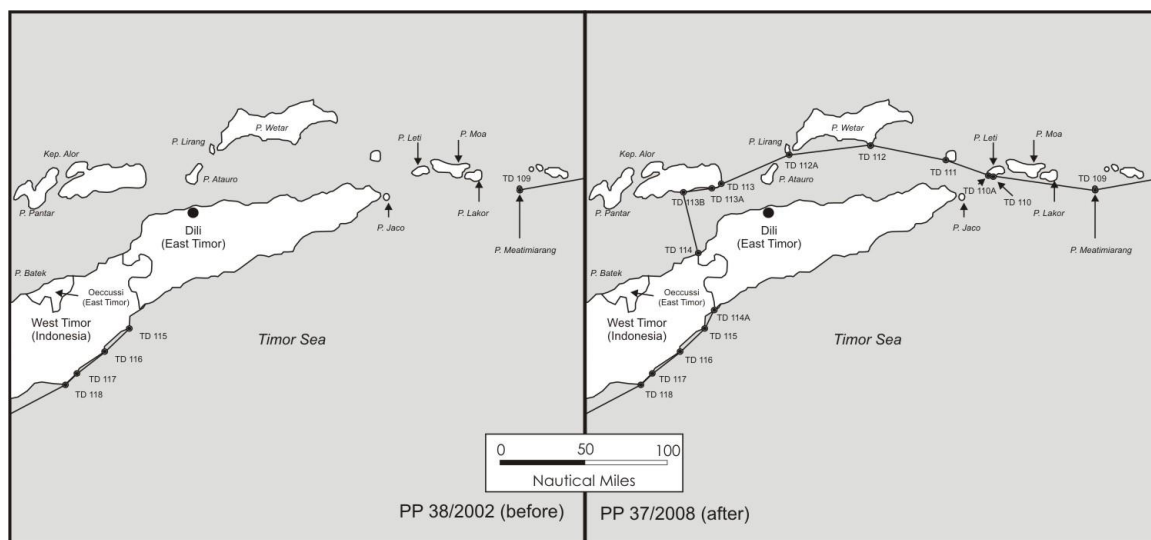 P. Wetar
P. Lirang
P. Leti
P. Moa
Kep. Alor
P. Atauro
TD 109
P. Pantar
P. Lakor
P. Jaco
Dili
(East Timor)
P. Meatimiarang
P. Batek
Oeccussi
(East Timor)
West Timor
(Indonesia)
TD 115
Timor Sea
TD 116
TD 117
TD 118
PP 38/2002 (before)
P. Wetar
P. Lirang
P. Leti
P. Moa
Kep. Alor
TD 112A
TD 112
TD 111
P. Atauro
TD 113
TD 113A
TD 113B
TD 110A
TD 110
TD 109
P. Pantar
P. Lakor
P. Jaco
Dili
(East Timor)
P. Meatimiarang
TD 114
P. Batek
Oeccussi
(East Timor)
TD 114A
West Timor
(Indonesia)
TD 115
Timor Sea
TD 116
TD 117
TD 118
PP 37/2008 (after)
0 50 100
Nautical Miles